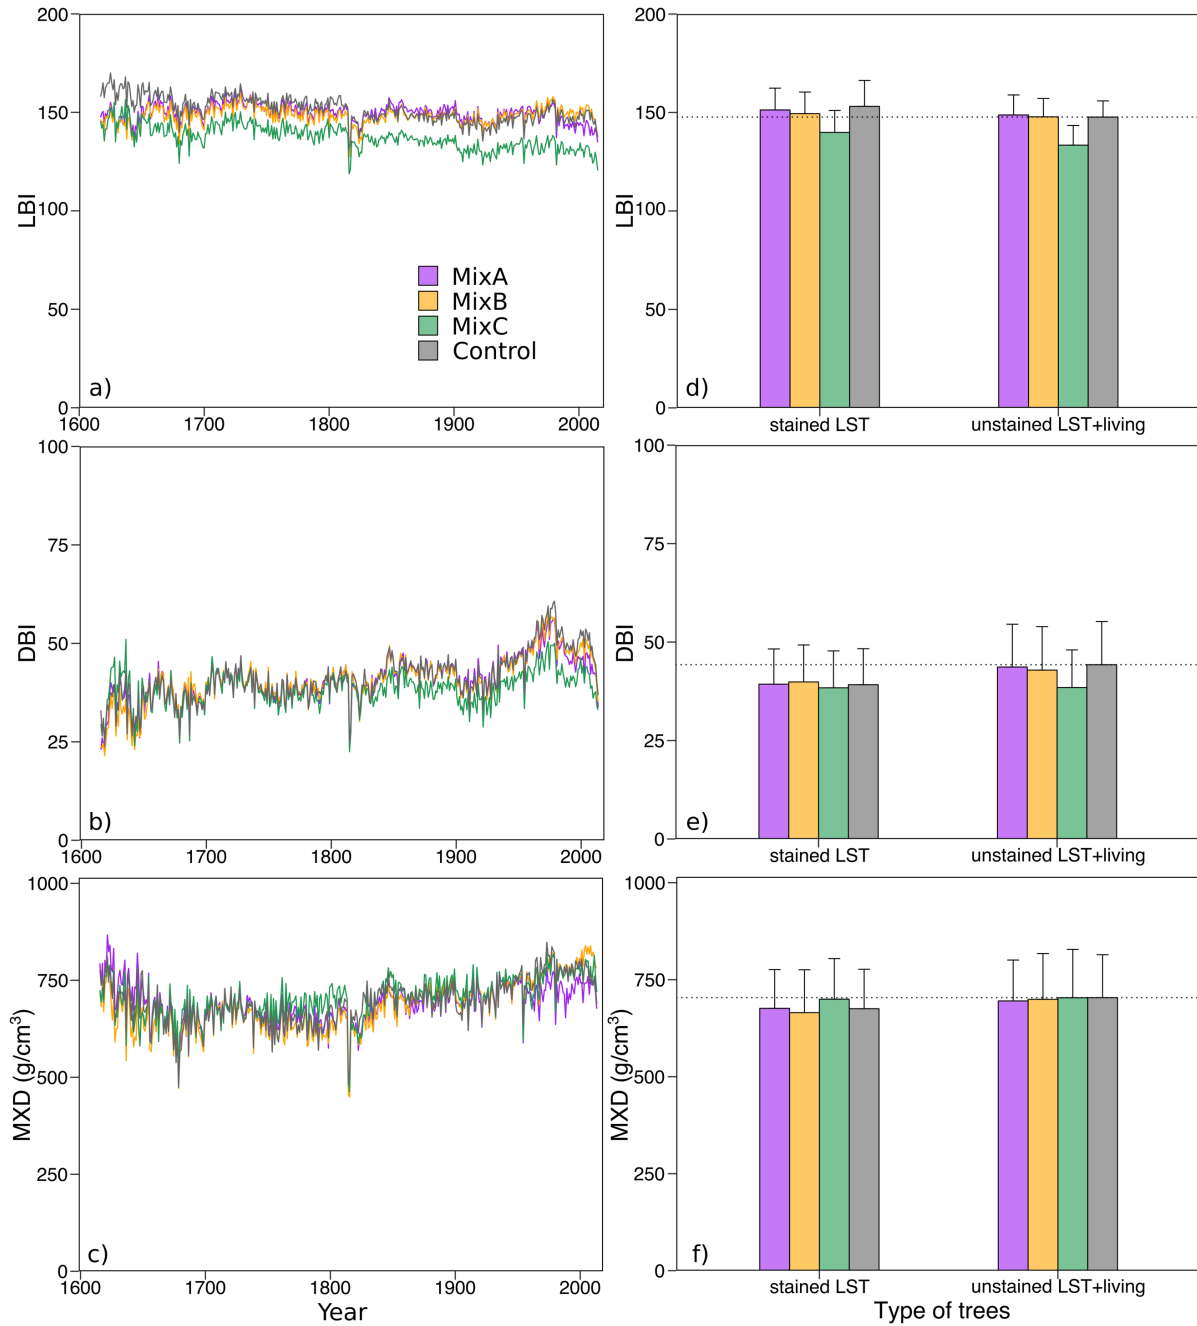 200
150
100
50
0
LBI
MixA
MixB
MixC
Control
a)
1600
1700
1800
1900
2000
200
150
100
50
0
LBI
d)
stained LST
unstained LST+living
100
75
50
25
0
DBI
b)
1600
1700
1800
1900
2000
100
75
50
25
0
DBI
e)
stained LST
unstained LST+living
1000
750
500
250
0
MXD (g/cm³)
c)
1600
1700
1800
1900
2000
Year
1000
750
500
250
0
MXD (g/cm³)
f)
stained LST
unstained LST+living
Type of trees